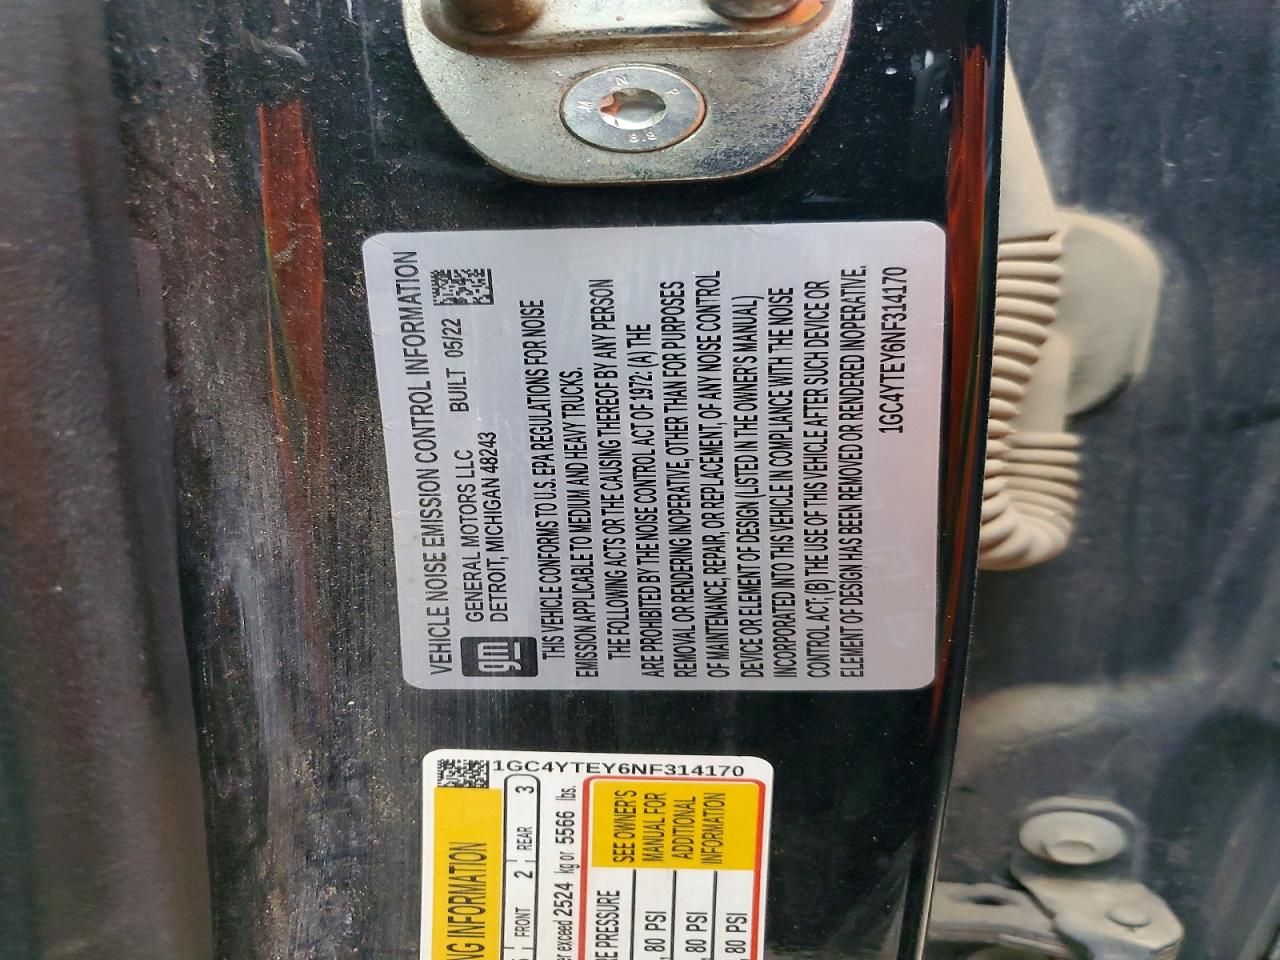 VEHICLE NOISE EMISSION CONTROL INFORMATION
gm
GENERAL MOTORS LLC BUILT 05/22
DETROIT, MICHIGAN 48243
THIS VEHICLE CONFORMS TO U.S. EPA REGULATIONS FOR NOISE
EMISSION APPLICABLE TO MEDIUM AND HEAVY TRUCKS.
THE FOLLOWING ACTS OR THE CAUSING THEREOF BY ANY PERSON
ARE PROHIBITED BY THE NOISE CONTROL ACT OF 1972: (A) THE
REMOVAL OR RENDERING INOPERATIVE, OTHER THAN FOR PURPOSES
OF MAINTENANCE, REPAIR, OR REPLACEMENT, OF ANY NOISE CONTROL
DEVICE OR ELEMENT OF DESIGN (LISTED IN THE OWNER'S MANUAL)
INCORPORATED INTO THIS VEHICLE IN COMPLIANCE WITH THE NOISE
CONTROL ACT; (B) THE USE OF THIS VEHICLE AFTER SUCH DEVICE OR
ELEMENT OF DESIGN HAS BEEN REMOVED OR RENDERED INOPERATIVE.
1GC4YTEY6NF314170
1GC4YTEY6NF314170
NG INFORMATION
FRONT 2 REAR 3
er exceed 2524 kg or 5566 lbs.
RE PRESSURE
, 80 PSI
, 80 PSI
, 80 PSI
SEE OWNER'S
MANUAL FOR
ADDITIONAL
INFORMATION